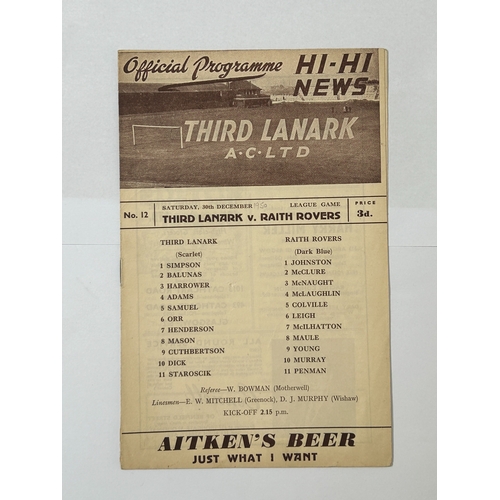 Official Programme
HI-HI
NEWS
THIRD LANARK
A·C·LTD
No. 12
SATURDAY, 30th DECEMBER 1950 LEAGUE GAME
THIRD LANARK v. RAITH ROVERS
PRICE
3d.
THIRD LANARK
(Scarlet)
1 SIMPSON
2 BALUNAS
3 HARROWER
4 ADAMS
5 SAMUEL
6 ORR
7 HENDERSON
8 MASON
9 CUTHBERTSON
10 DICK
11 STAROSCIK
RAITH ROVERS
(Dark Blue)
1 JOHNSTON
2 McCLURE
3 McNAUGHT
4 McLAUGHLIN
5 COLVILLE
6 LEIGH
7 McILHATTON
8 MAULE
9 YOUNG
10 MURRAY
11 PENMAN
Referee—W. BOWMAN (Motherwell)
Linesmen—E. W. MITCHELL (Greenock), D. J. MURPHY (Wishaw)
KICK-OFF 2.15 p.m.
AITKEN'S BEER
JUST WHAT I WANT